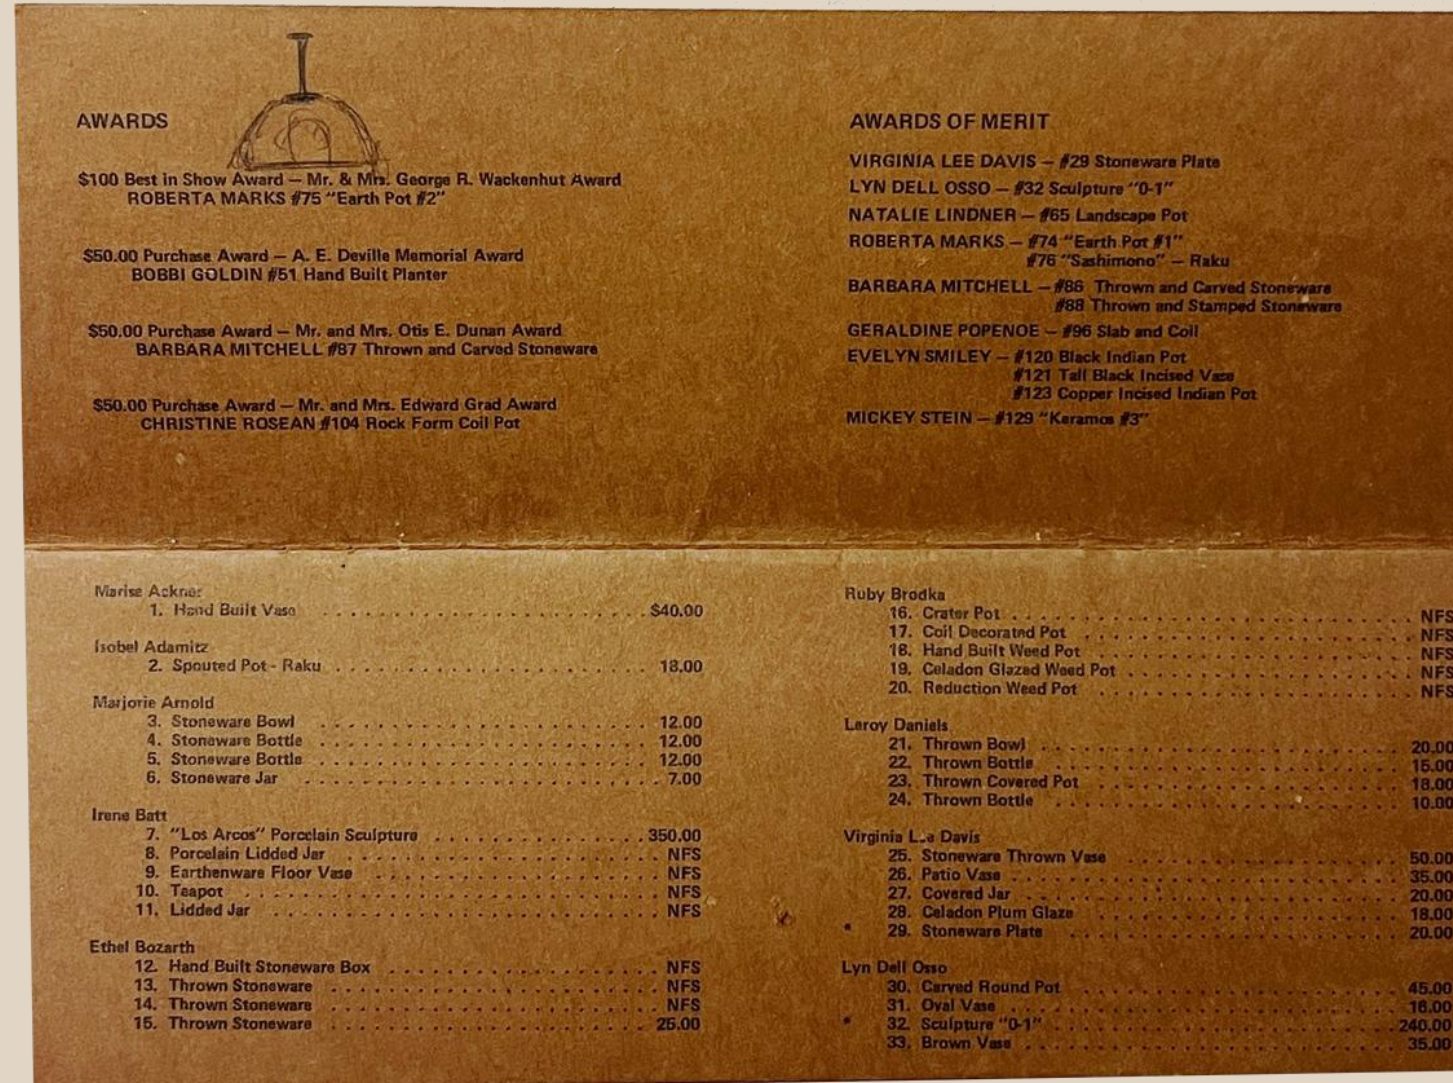 AWARDS
$100 Best in Show Award — Mr. & Mrs. George R. Wackenhut Award
ROBERTA MARKS #75 "Earth Pot #2"
$50.00 Purchase Award — A. E. Deville Memorial Award
BOBBI GOLDIN #51 Hand Built Planter
$50.00 Purchase Award — Mr. and Mrs. Otis E. Dunan Award
BARBARA MITCHELL #87 Thrown and Carved Stoneware
$50.00 Purchase Award — Mr. and Mrs. Edward Grad Award
CHRISTINE ROSEAN #104 Rock Form Coil Pot
AWARDS OF MERIT
VIRGINIA LEE DAVIS — #29 Stoneware Plate
LYN DELL OSSO — #32 Sculpture "0-1"
NATALIE LINDNER — #65 Landscape Pot
ROBERTA MARKS — #74 "Earth Pot #1"
#76 "Sashimono" — Raku
BARBARA MITCHELL — #86 Thrown and Carved Stoneware
#88 Thrown and Stamped Stoneware
GERALDINE POPENOE — #96 Slab and Coil
EVELYN SMILEY — #120 Black Indian Pot
#121 Tall Black Incised Vase
#123 Copper Incised Indian Pot
MICKEY STEIN — #129 "Keramos #3"
Marise Ackner
1. Hand Built Vase . . . . $40.00
Isobel Adamitz
2. Spouted Pot - Raku . . . . 18.00
Marjorie Arnold
3. Stoneware Bowl . . . . 12.00
4. Stoneware Bottle . . . . 12.00
5. Stoneware Bottle . . . . 12.00
6. Stoneware Jar . . . . 7.00
Irene Batt
7. "Los Arcos" Porcelain Sculpture . . . . 350.00
8. Porcelain Lidded Jar . . . . NFS
9. Earthenware Floor Vase . . . . NFS
10. Teapot . . . . NFS
11. Lidded Jar . . . . NFS
Ethel Bozarth
12. Hand Built Stoneware Box . . . . NFS
13. Thrown Stoneware . . . . NFS
14. Thrown Stoneware . . . . NFS
15. Thrown Stoneware . . . . 25.00
Ruby Brodka
16. Crater Pot . . . . NFS
17. Coil Decorated Pot . . . . NFS
18. Hand Built Weed Pot . . . . NFS
19. Celadon Glazed Weed Pot . . . . NFS
20. Reduction Weed Pot . . . . NFS
Leroy Daniels
21. Thrown Bowl . . . . 20.00
22. Thrown Bottle . . . . 15.00
23. Thrown Covered Pot . . . . 18.00
24. Thrown Bottle . . . . 10.00
Virginia Lee Davis
25. Stoneware Thrown Vase . . . . 50.00
26. Patio Vase . . . . 35.00
27. Covered Jar . . . . 20.00
28. Celadon Plum Glaze . . . . 18.00
* 29. Stoneware Plate . . . . 20.00
Lyn Dell Osso
30. Carved Round Pot . . . . 45.00
31. Oval Vase . . . . 16.00
* 32. Sculpture "0-1" . . . . 240.00
33. Brown Vase . . . . 35.00